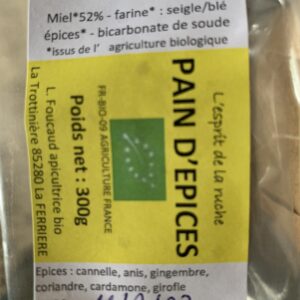 Miel*52% - farine* : seigle/blé
épices* - bicarbonate de soude
*issus de l' agriculture biologique
L'esprit de la ruche
PAIN D'EPICES
FR-BIO-09 AGRICULTURE FRANCE
Poids net : 300g
L. Foucaud apicultrice bio
La Trottinière 85280 La FERRIERE
Epices : cannelle, anis, gingembre,
coriandre, cardamone, girofle